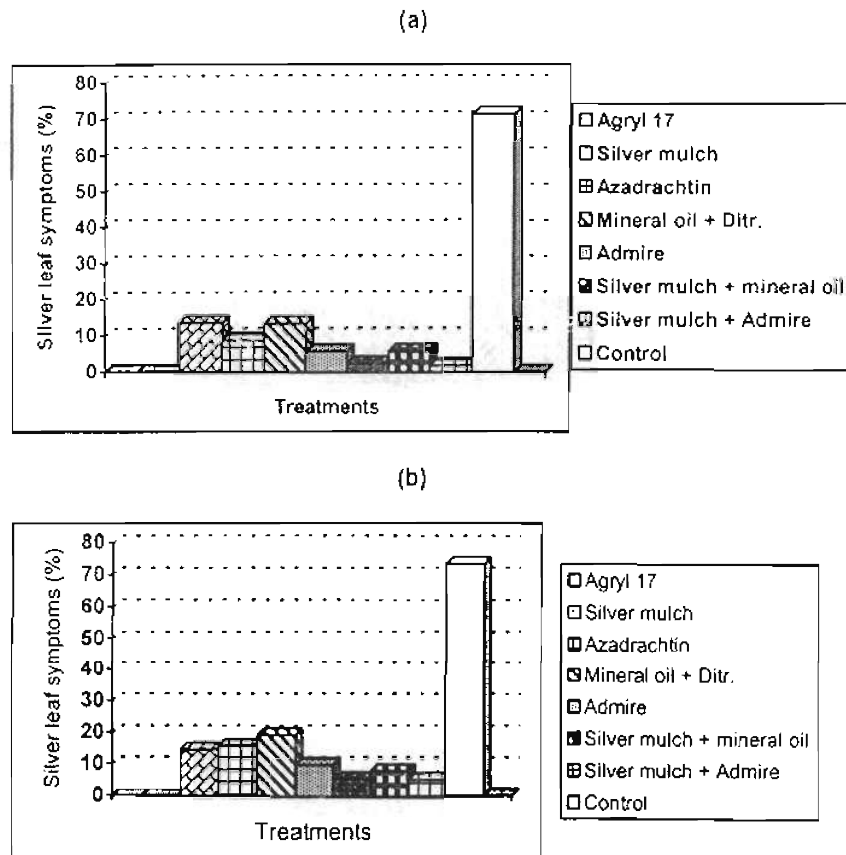 (a)
80
70
60
50
40
30
20
10
0
Silver leaf symptoms (%)
Treatments
Agryl 17
Silver mulch
Azadrachtin
Mineral oil + Ditr.
Admire
Silver mulch + mineral oil
Silver mulch + Admire
Control
(b)
80
70
60
50
40
30
20
10
0
Silver leaf symptoms (%)
Treatments
Agryl 17
Silver mulch
Azadrachtin
Mineral oil + Ditr.
Admire
Silver mulch + mineral oil
Silver mulch + Admire
Control